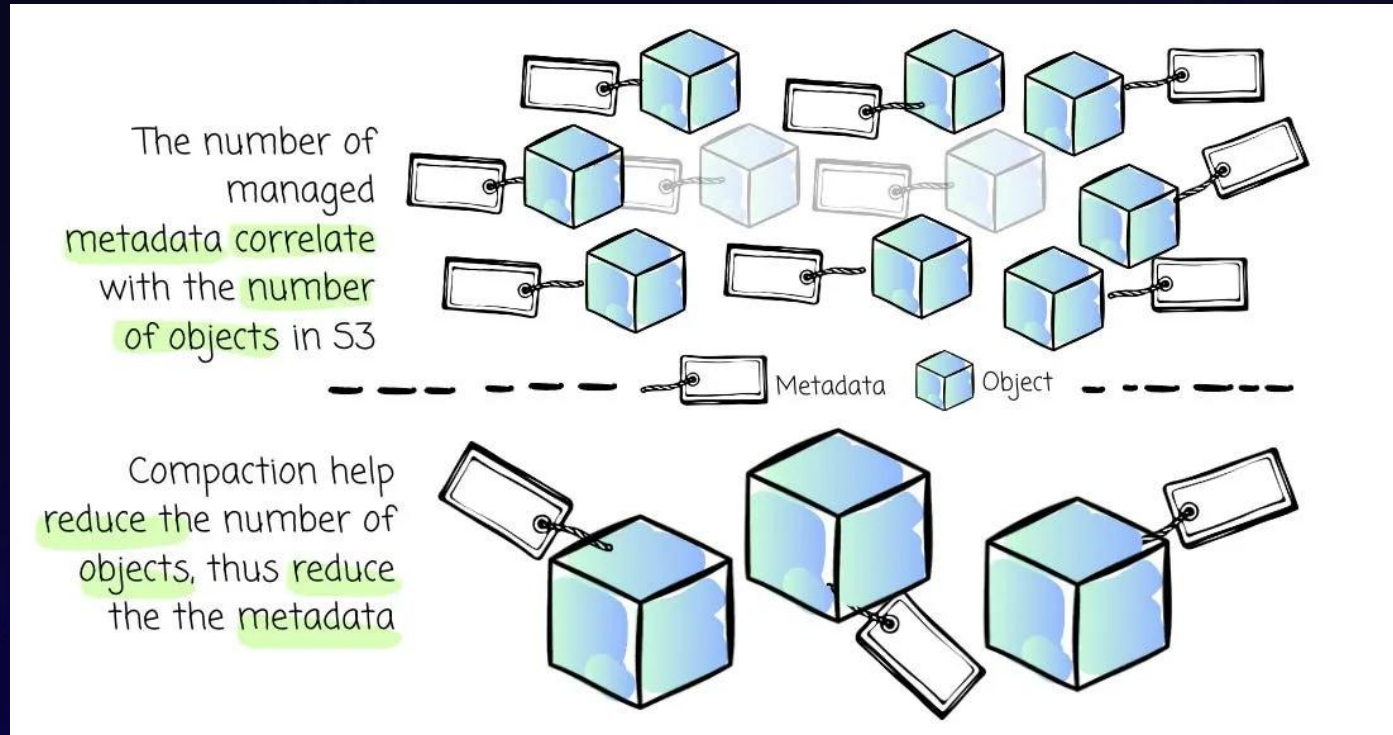 The number of
managed
metadata correlate
with the number
of objects in S3
Metadata
Object
Compaction help
reduce the number of
objects, thus reduce
the the metadata